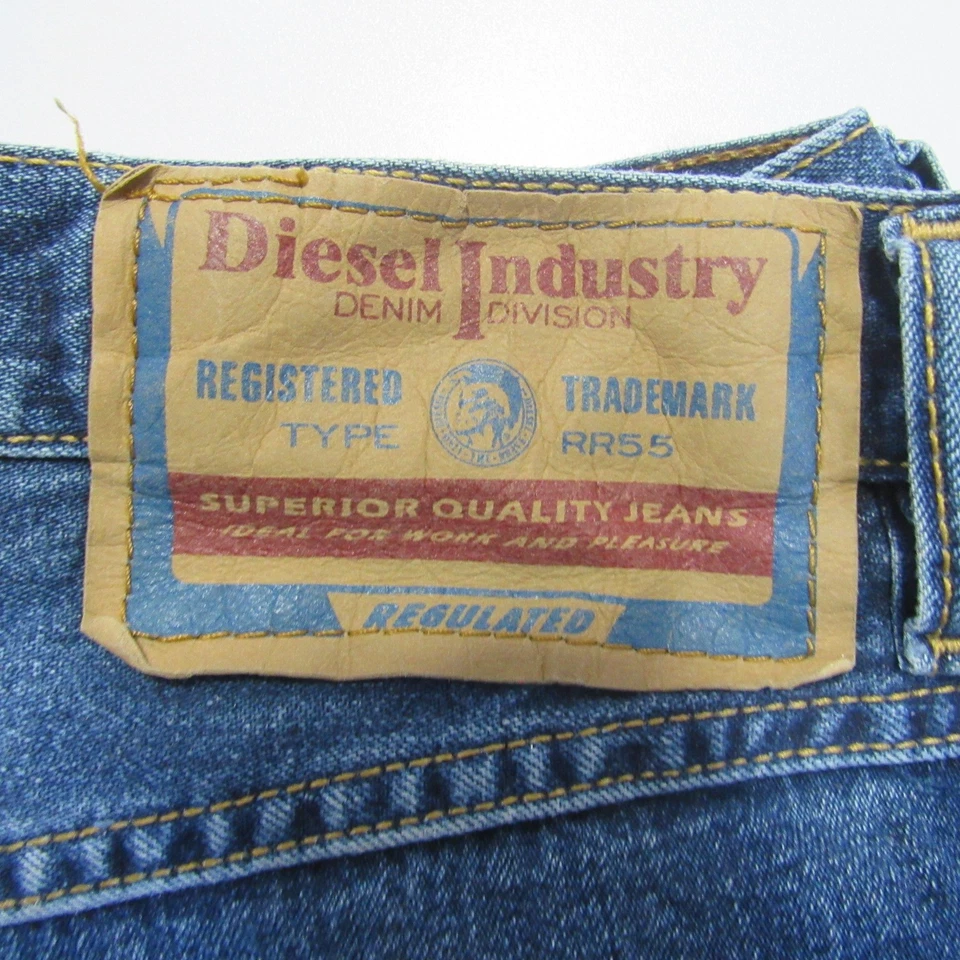 Diesel Industry
DENIM DIVISION
REGISTERED TRADEMARK
TYPE RR55
SUPERIOR QUALITY JEANS
IDEAL FOR WORK AND PLEASURE
REGULATED